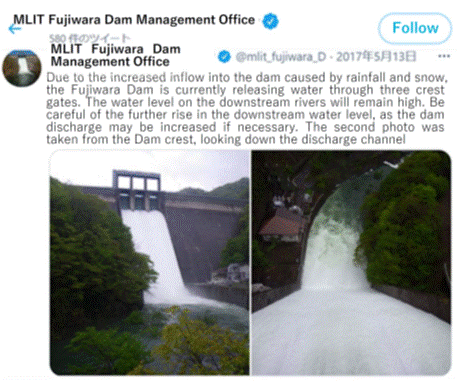 MLIT Fujiwara Dam Management Office
Follow
580 件のツイート
MLIT Fujiwara Dam
Management Office
@mlit_fujiwara_D · 2017年5月13日
Due to the increased inflow into the dam caused by rainfall and snow,
the Fujiwara Dam is currently releasing water through three crest
gates. The water level on the downstream rivers will remain high. Be
careful of the further rise in the downstream water level, as the dam
discharge may be increased if necessary. The second photo was
taken from the Dam crest, looking down the discharge channel